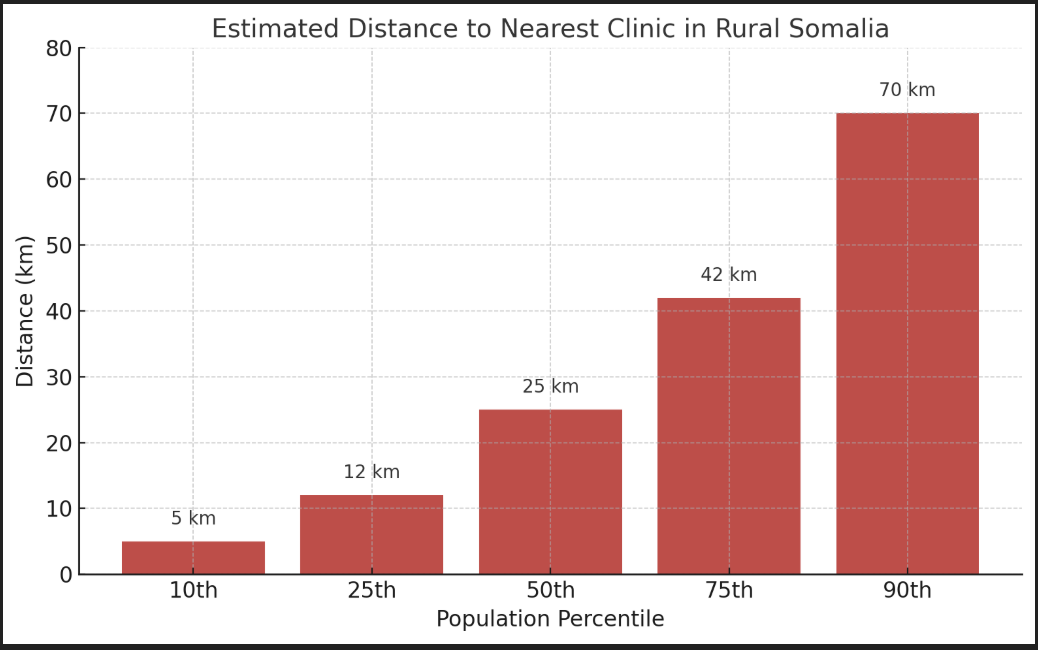 Estimated Distance to Nearest Clinic in Rural Somalia
Distance (km)
80
70
60
50
40
30
20
10
0
5 km
12 km
25 km
42 km
70 km
10th 25th 50th 75th 90th
Population Percentile